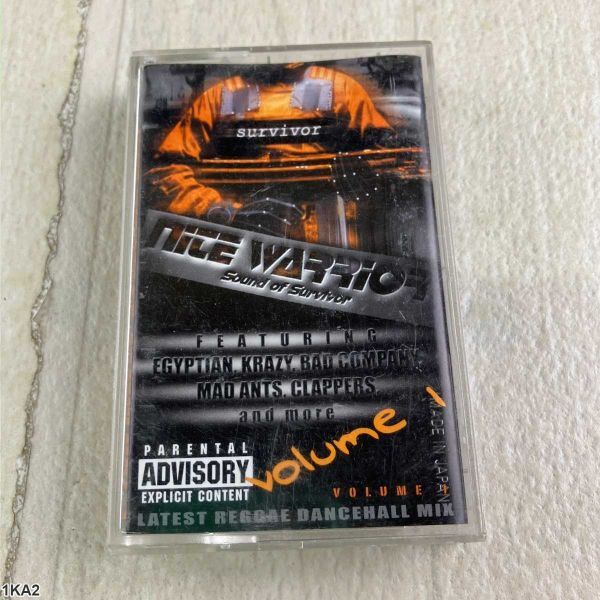 survivor
NITE WARRIOR
Sound of Survivor
FEATURING
EGYPTIAN, KRAZY, BAD COMPANY,
MAD ANTS, CLAPPERS
and more
PARENTAL
ADVISORY
EXPLICIT CONTENT
Volume 1
VOLUME 1
MADE IN JAPAN
LATEST REGGAE DANCEHALL MIX
1KA2